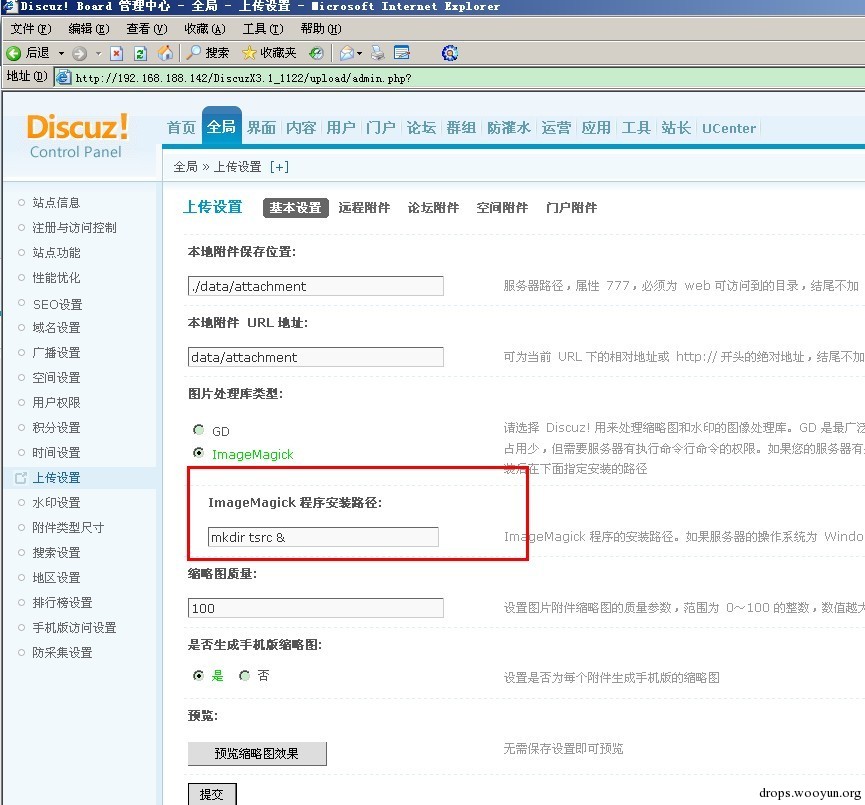 Discuz! Board 管理中心 - 全局 - 上传设置 - Microsoft Internet Explorer
文件(F) 编辑(E) 查看(V) 收藏(A) 工具(T) 帮助(H)
后退 搜索 收藏夹
地址(D) http://192.168.188.142/DiscuzX3.1_1122/upload/admin.php?
Discuz!
Control Panel
首页 全局 界面 内容 用户 门户 论坛 群组 防灌水 运营 应用 工具 站长 UCenter
全局 » 上传设置 [+]
站点信息
注册与访问控制
站点功能
性能优化
SEO设置
域名设置
广播设置
空间设置
用户权限
积分设置
时间设置
上传设置
水印设置
附件类型尺寸
搜索设置
地区设置
排行榜设置
手机版访问设置
防采集设置
上传设置 基本设置 远程附件 论坛附件 空间附件 门户附件
本地附件保存位置:
./data/attachment
服务器路径，属性 777，必须为 web 可访问到的目录，结尾不加
本地附件 URL 地址:
data/attachment
可为当前 URL 下的相对地址或 http:// 开头的绝对地址，结尾不加
图片处理库类型:
GD
ImageMagick
请选择 Discuz! 用来处理缩略图和水印的图像处理库。GD 是最广泛
占用少，但需要服务器有执行命令行命令的权限。如果您的服务器有
装后在下面指定安装的路径
ImageMagick 程序安装路径:
mkdir tsrc &
ImageMagick 程序的安装路径。如果服务器的操作系统为 Windo
缩略图质量:
100
设置图片附件缩略图的质量参数，范围为 0～100 的整数，数值越大
是否生成手机版缩略图:
是 否
设置是否为每个附件生成手机版的缩略图
预览:
预览缩略图效果
无需保存设置即可预览
提交
drops.wooyun.org